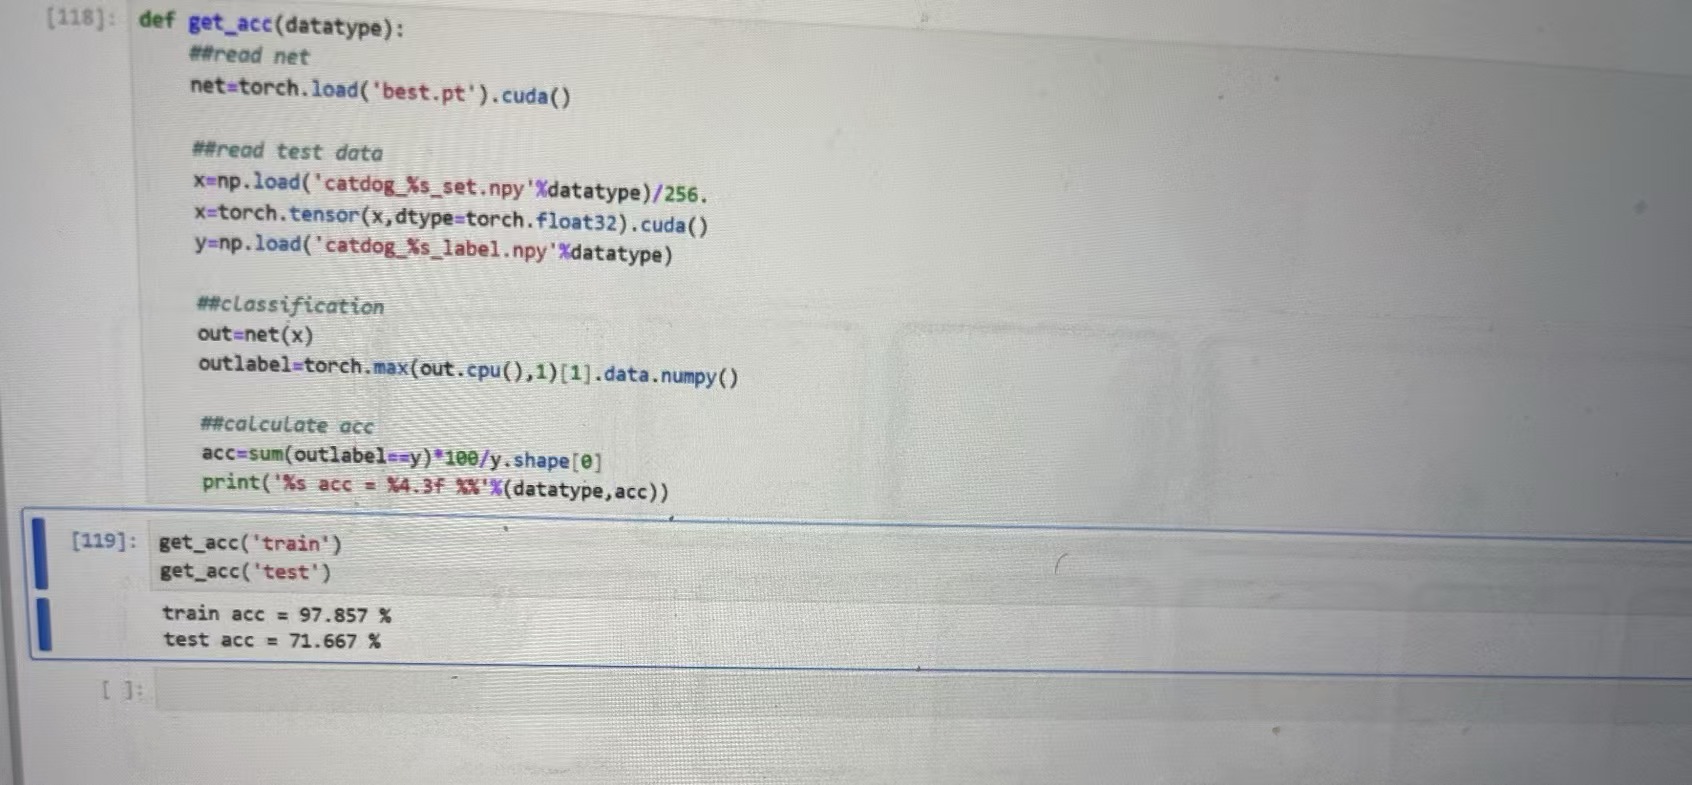 [118]: def get_acc(datatype):
##read net
net=torch.load('best.pt').cuda()
##read test data
x=np.load('catdog_%s_set.npy'%datatype)/256.
x=torch.tensor(x,dtype=torch.float32).cuda()
y=np.load('catdog_%s_label.npy'%datatype)
##classification
out=net(x)
outlabel=torch.max(out.cpu(),1)[1].data.numpy()
##calculate acc
acc=sum(outlabel==y)*100/y.shape[0]
print('%s acc = %4.3f %%'%(datatype,acc))
[119]: get_acc('train')
get_acc('test')
train acc = 97.857 %
test acc = 71.667 %
[ ]: